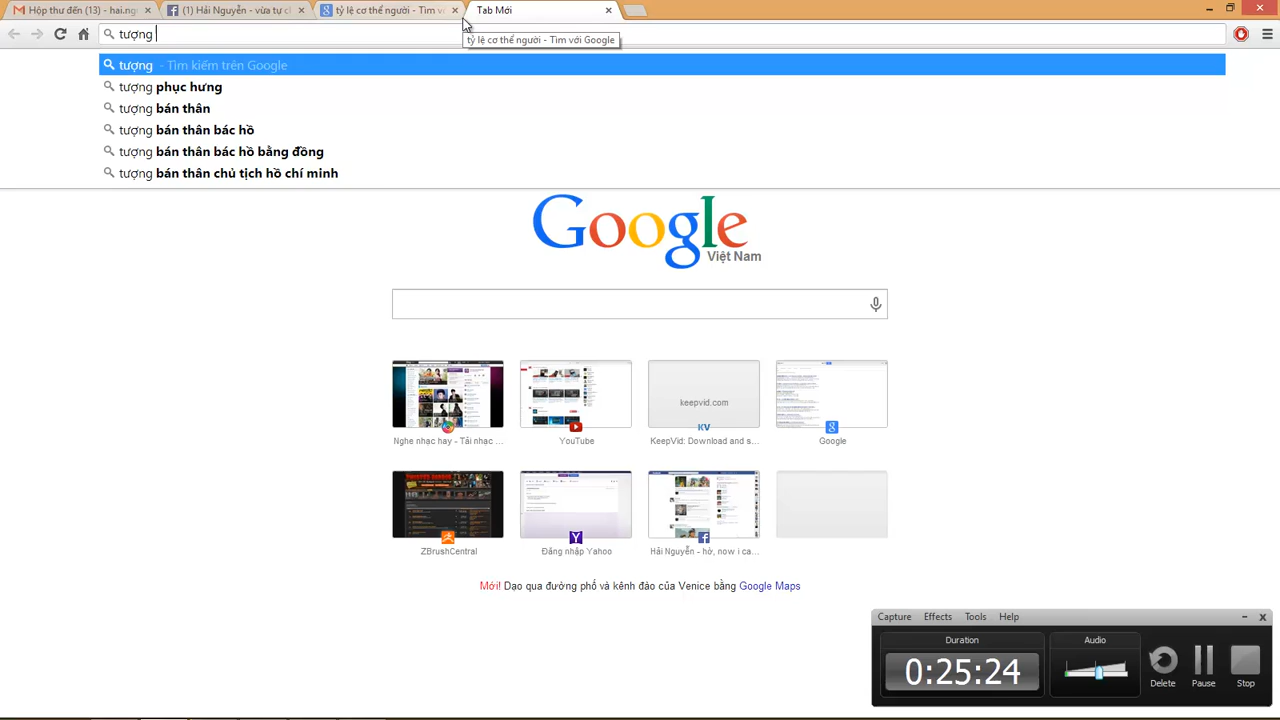 Hộp thư đến (13) - hai.ng
(1) Hải Nguyễn - vừa tự c
tỷ lệ cơ thể người - Tìm v
Tab Mới
tượng
tỷ lệ cơ thể người - Tìm với Google
tượng - Tìm kiếm trên Google
tượng phục hưng
tượng bán thân
tượng bán thân bác hồ
tượng bán thân bác hồ bằng đồng
tượng bán thân chủ tịch hồ chí minh
Google
Việt Nam
keepvid.com
Nghe nhạc hay - Tải nhạc ...
YouTube
KeepVid: Download and s...
Google
ZBrushCentral
Đăng nhập Yahoo
Hải Nguyễn - hờ, now i ca...
Mới! Dạo qua đường phố và kênh đào của Venice bằng Google Maps
Capture Effects Tools Help
Duration
Audio
0:25:24
Delete Pause Stop